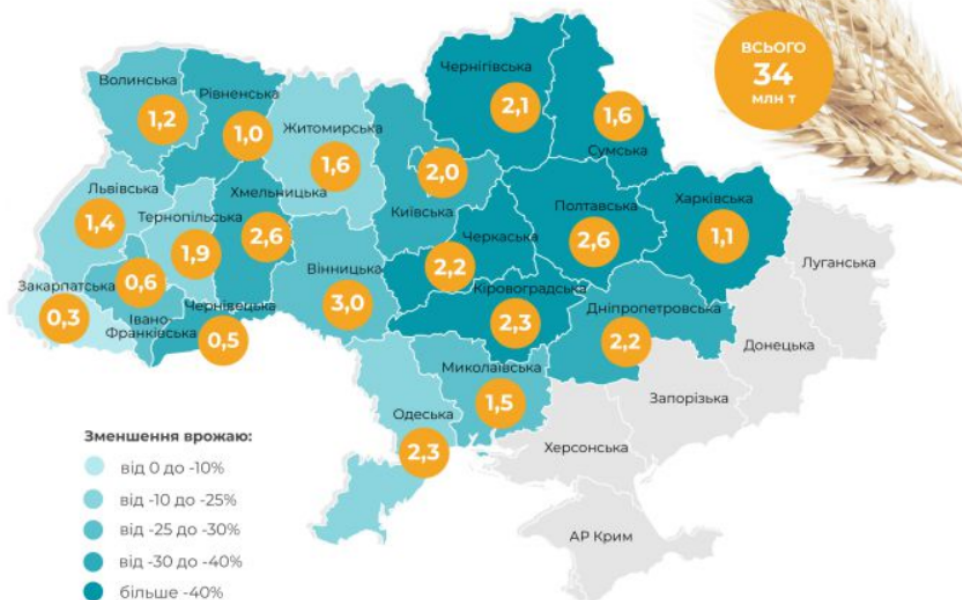 ВСЬОГО
34
млн т
Волинська
1,2
Рівненська
1,0
Житомирська
1,6
Чернігівська
2,1
1,6
Сумська
Київська
2,0
Львівська
1,4
Тернопільська
1,9
Хмельницька
2,6
Черкаська
2,2
Полтавська
2,6
Харківська
1,1
Луганська
Закарпатська
0,3
0,6
Івано-
Франківська
Чернівецька
0,5
Вінницька
3,0
Кіровоградська
2,3
Дніпропетровська
2,2
Донецька
Миколаївська
1,5
Запорізька
Одеська
2,3
Херсонська
АР Крим
Зменшення врожаю:
від 0 до -10%
від -10 до -25%
від -25 до -30%
від -30 до -40%
більше -40%